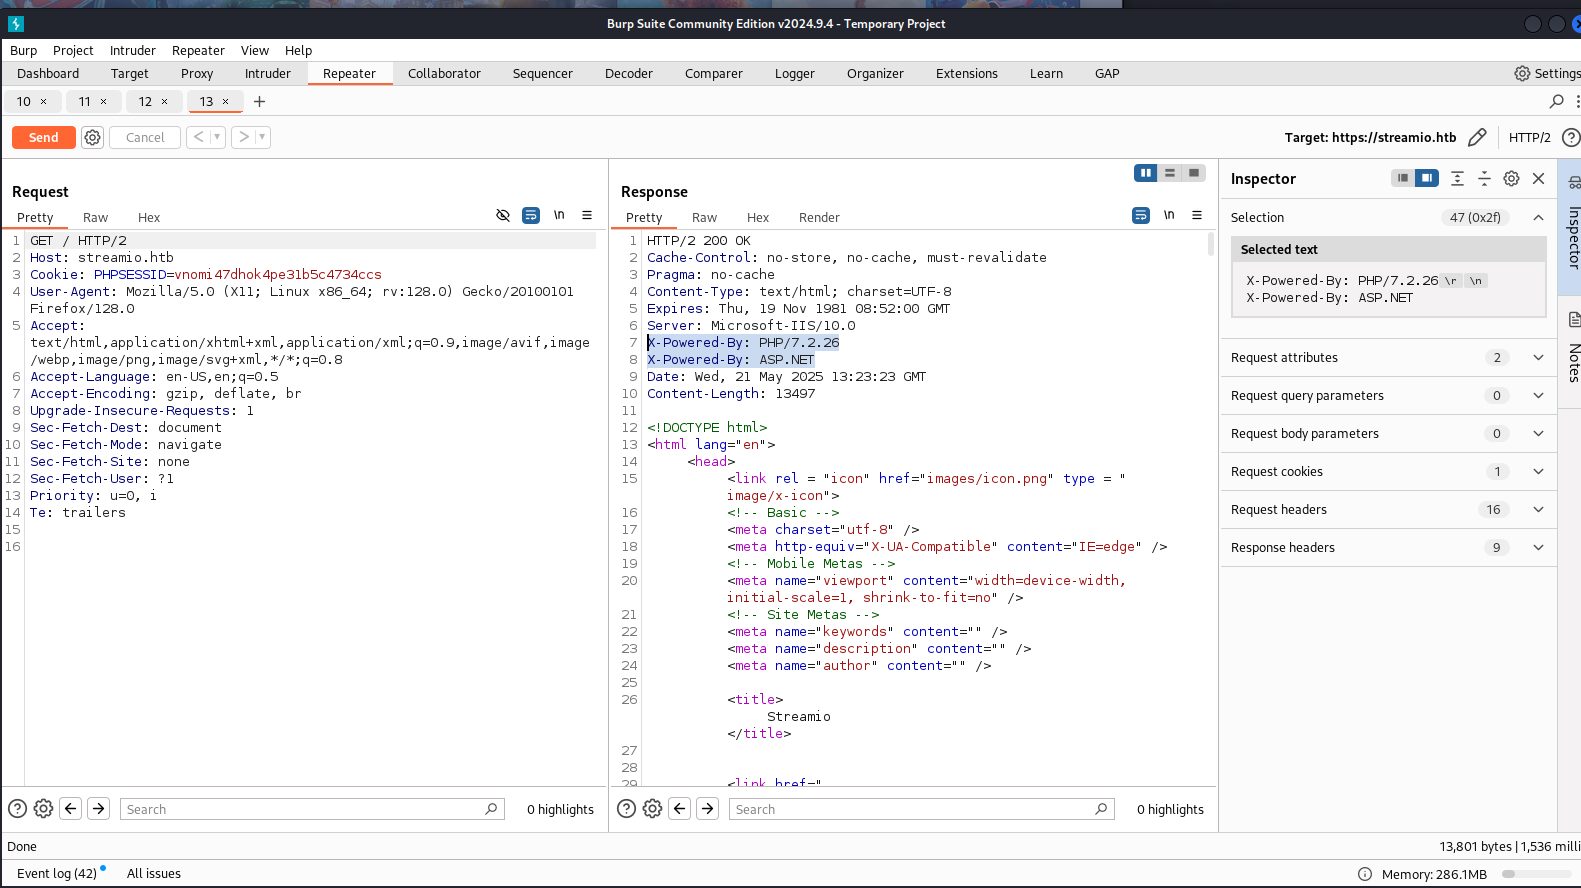 Burp Suite Community Edition v2024.9.4 - Temporary Project
Burp Project Intruder Repeater View Help
Dashboard Target Proxy Intruder Repeater Collaborator Sequencer Decoder Comparer Logger Organizer Extensions Learn GAP Settings
10 × 11 × 12 × 13 × +
Send Cancel < > Target: https://streamio.htb HTTP/2
Request
Pretty Raw Hex \n
1 GET / HTTP/2
2 Host: streamio.htb
3 Cookie: PHPSESSID=vnomi47dhok4pe31b5c4734ccs
4 User-Agent: Mozilla/5.0 (X11; Linux x86_64; rv:128.0) Gecko/20100101
Firefox/128.0
5 Accept:
text/html,application/xhtml+xml,application/xml;q=0.9,image/avif,image
/webp,image/png,image/svg+xml,*/*;q=0.8
6 Accept-Language: en-US,en;q=0.5
7 Accept-Encoding: gzip, deflate, br
8 Upgrade-Insecure-Requests: 1
9 Sec-Fetch-Dest: document
10 Sec-Fetch-Mode: navigate
11 Sec-Fetch-Site: none
12 Sec-Fetch-User: ?1
13 Priority: u=0, i
14 Te: trailers
15
16
Search 0 highlights
Response
Pretty Raw Hex Render \n
1 HTTP/2 200 OK
2 Cache-Control: no-store, no-cache, must-revalidate
3 Pragma: no-cache
4 Content-Type: text/html; charset=UTF-8
5 Expires: Thu, 19 Nov 1981 08:52:00 GMT
6 Server: Microsoft-IIS/10.0
7 X-Powered-By: PHP/7.2.26
8 X-Powered-By: ASP.NET
9 Date: Wed, 21 May 2025 13:23:23 GMT
10 Content-Length: 13497
11
12 <!DOCTYPE html>
13 <html lang="en">
14 <head>
15 <link rel = "icon" href="images/icon.png" type = "
image/x-icon">
16 <!-- Basic -->
17 <meta charset="utf-8" />
18 <meta http-equiv="X-UA-Compatible" content="IE=edge" />
19 <!-- Mobile Metas -->
20 <meta name="viewport" content="width=device-width,
initial-scale=1, shrink-to-fit=no" />
21 <!-- Site Metas -->
22 <meta name="keywords" content="" />
23 <meta name="description" content="" />
24 <meta name="author" content="" />
25
26 <title>
Streamio
</title>
27
28
29 <link href="
Search 0 highlights
Inspector
Selection 47 (0x2f)
Selected text
X-Powered-By: PHP/7.2.26 \r \n
X-Powered-By: ASP.NET
Request attributes 2
Request query parameters 0
Request body parameters 0
Request cookies 1
Request headers 16
Response headers 9
Inspector
Notes
Done 13,801 bytes | 1,536 milli
Event log (42) All issues Memory: 286.1MB